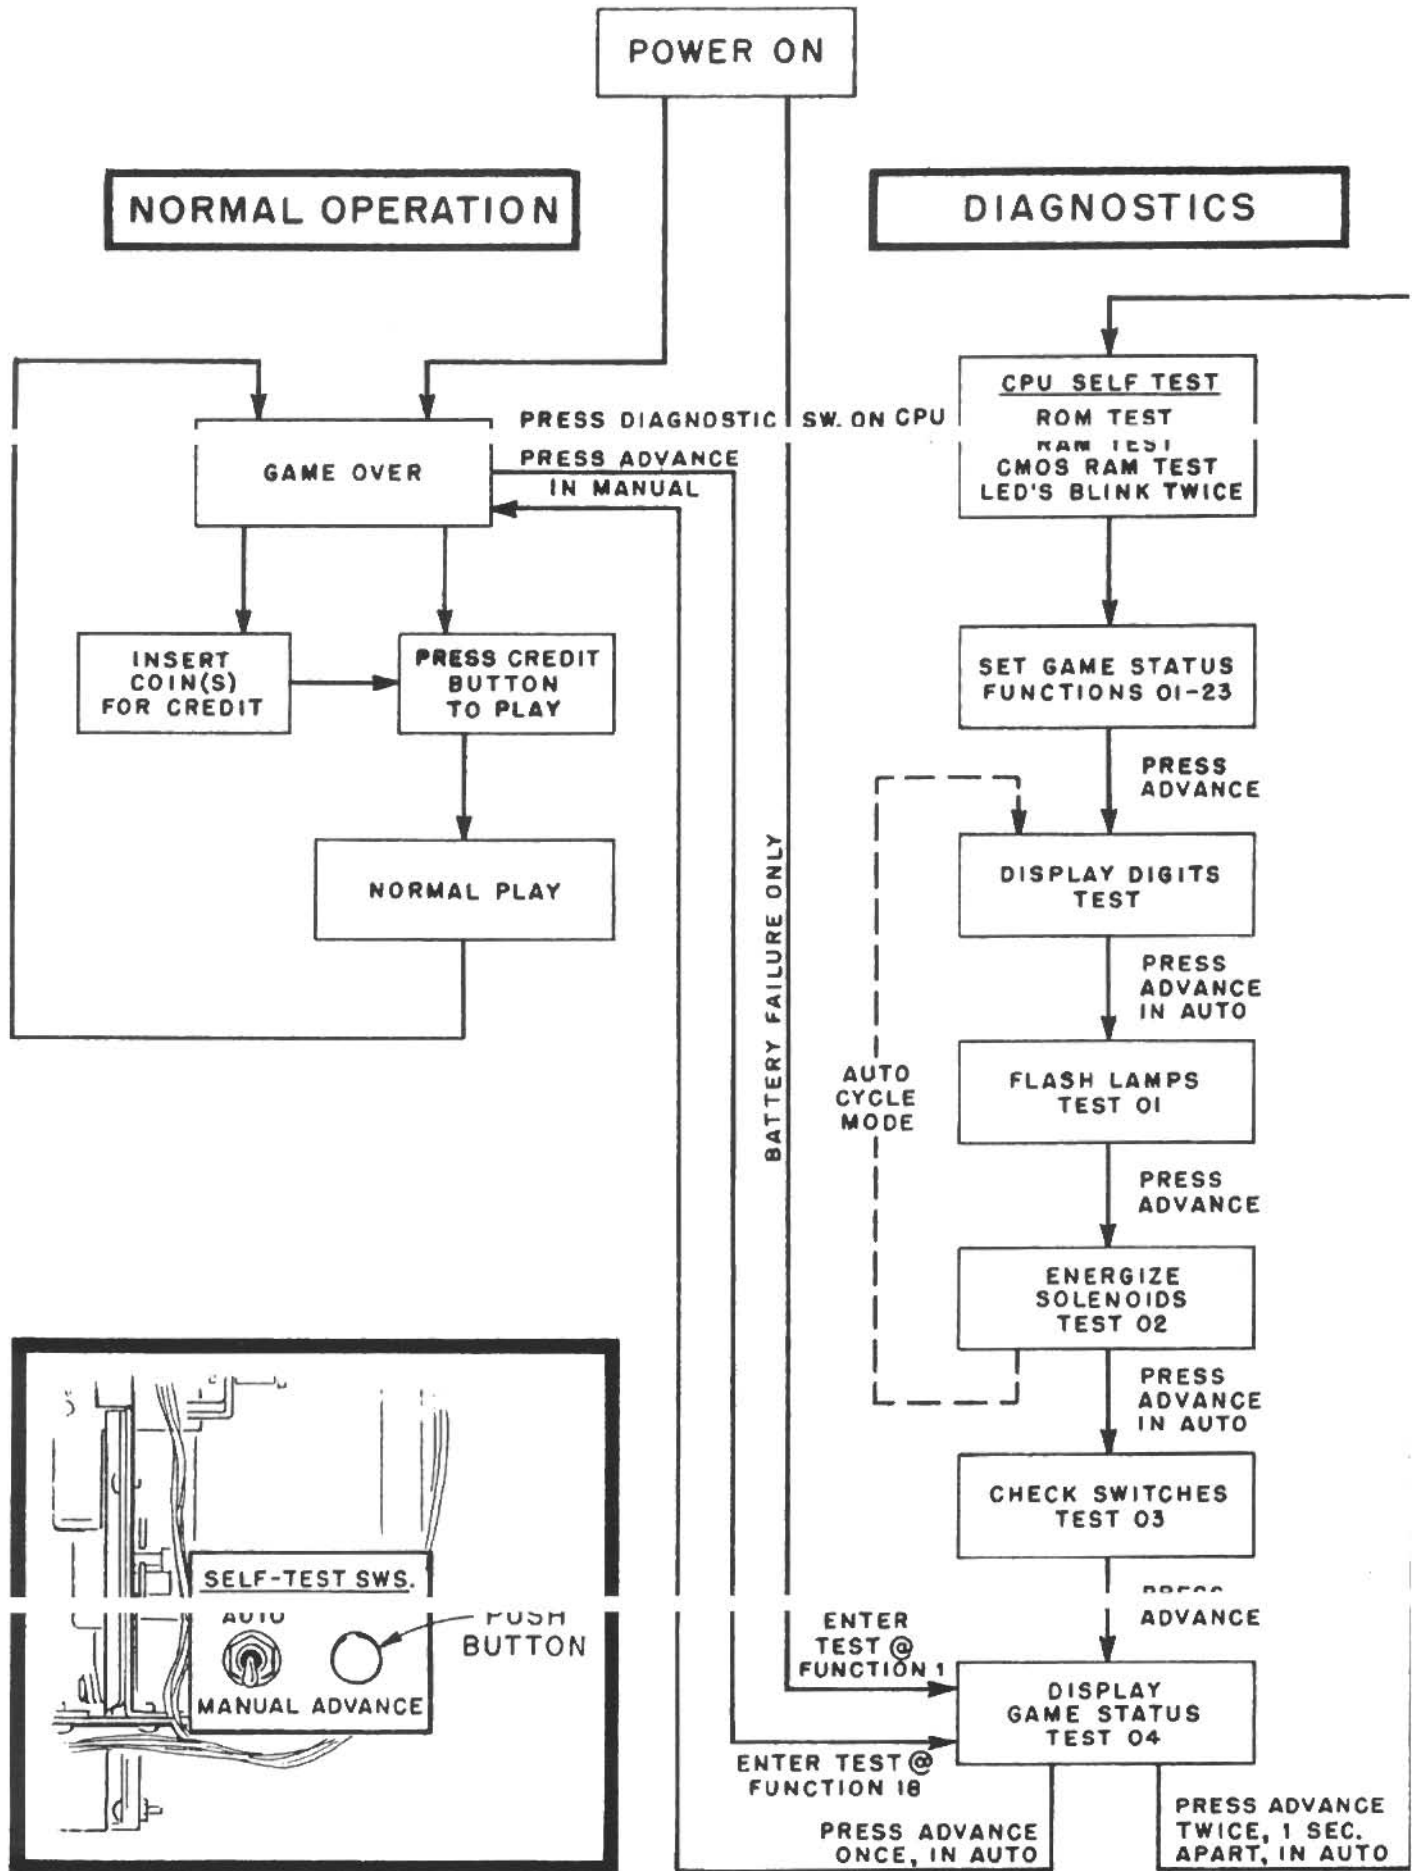 POWER ON
NORMAL OPERATION
DIAGNOSTICS
CPU SELF TEST
ROM TEST
RAM TEST
CMOS RAM TEST
LED'S BLINK TWICE
PRESS DIAGNOSTIC SW. ON CPU
GAME OVER
PRESS ADVANCE
IN MANUAL
INSERT
COIN(S)
FOR CREDIT
PRESS CREDIT
BUTTON
TO PLAY
NORMAL PLAY
SET GAME STATUS
FUNCTIONS 01-23
PRESS
ADVANCE
DISPLAY DIGITS
TEST
PRESS
ADVANCE
IN AUTO
BATTERY FAILURE ONLY
AUTO
CYCLE
MODE
FLASH LAMPS
TEST 01
PRESS
ADVANCE
ENERGIZE
SOLENOIDS
TEST 02
PRESS
ADVANCE
IN AUTO
CHECK SWITCHES
TEST 03
PRESS
ADVANCE
SELF-TEST SWS.
AUTO
PUSH
BUTTON
MANUAL ADVANCE
ENTER
TEST @
FUNCTION 1
DISPLAY
GAME STATUS
TEST 04
ENTER TEST @
FUNCTION 18
PRESS ADVANCE
ONCE, IN AUTO
PRESS ADVANCE
TWICE, 1 SEC.
APART, IN AUTO